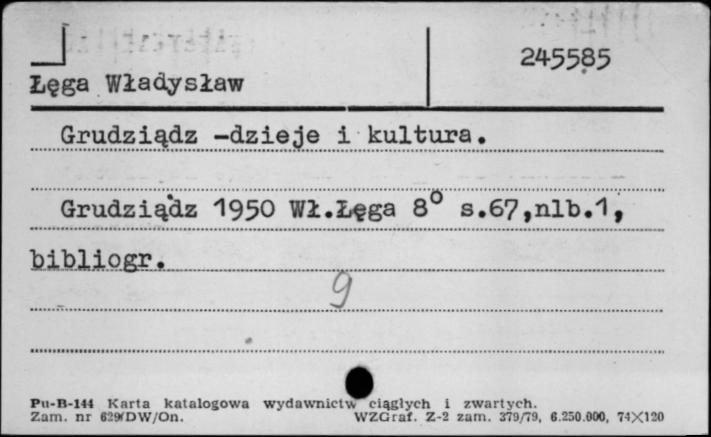 245585
Łęga Władysław
Grudziądz -dzieje i kultura.
Grudziądz 1950 Wł.Łęga 8° s.67,nlb.1,
bibliogr.
9
Pu-B-144 Karta katalogowa wydawnictw ciągłych i zwartych.
Zam. nr 629/DW/On. WZGraf. Z-2 zam. 379/79, 6.250.000, 74X120